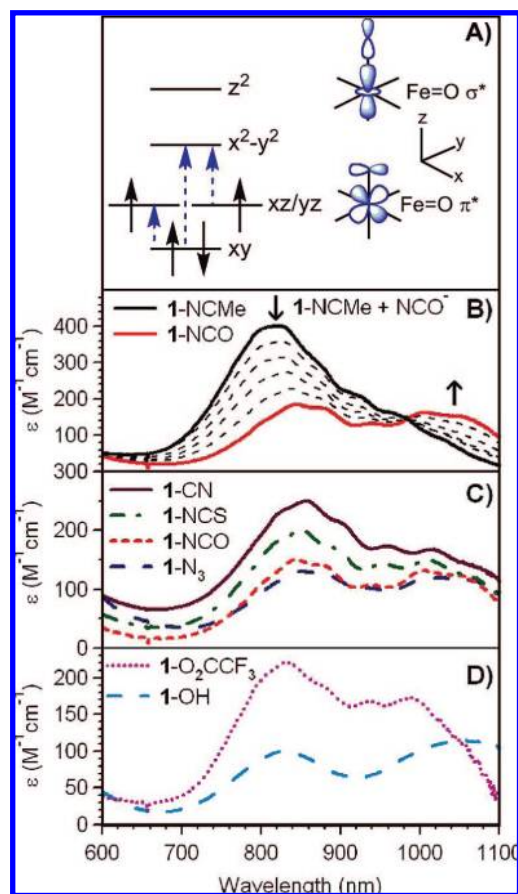 A)
z²
Fe=O σ*
x²-y²
z
y
x
xz/yz
Fe=O π*
xy
B)
1-NCMe
1-NCO
↓ 1-NCMe + NCO⁻
↑
400
300
200
100
300
ε (M⁻¹cm⁻¹)
C)
1-CN
1-NCS
1-NCO
1-N₃
200
100
0
ε (M⁻¹cm⁻¹)
D)
1-O₂CCF₃
1-OH
200
150
100
50
0
ε (M⁻¹cm⁻¹)
600 700 800 900 1000 1100
Wavelength (nm)